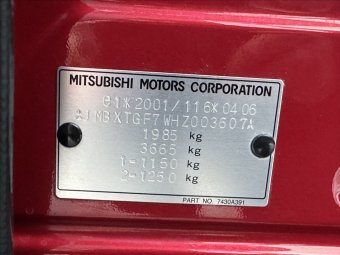 MITSUBISHI MOTORS CORPORATION
e1*2001/116*0406
*JMBXTGF7WHZ003607*
1985 kg
3665 kg
1-1150 kg
2-1250 kg
PART NO. 7430A391